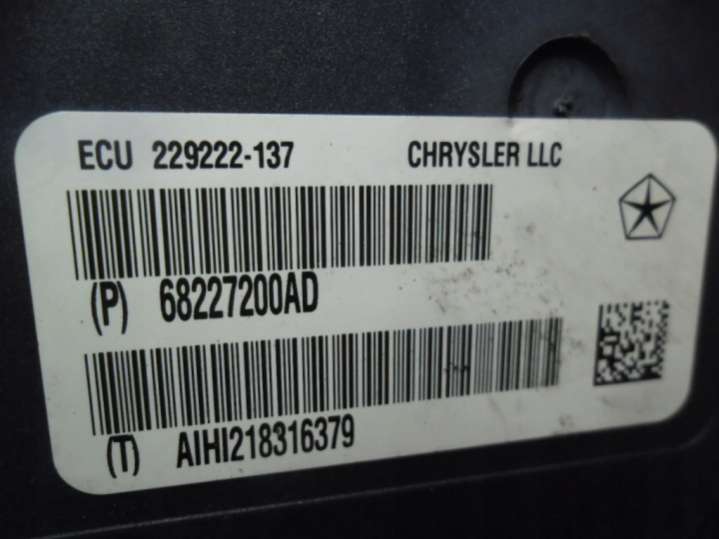 ECU 229222-137 CHRYSLER LLC
(P) 68227200AD
(T) AIHI218316379